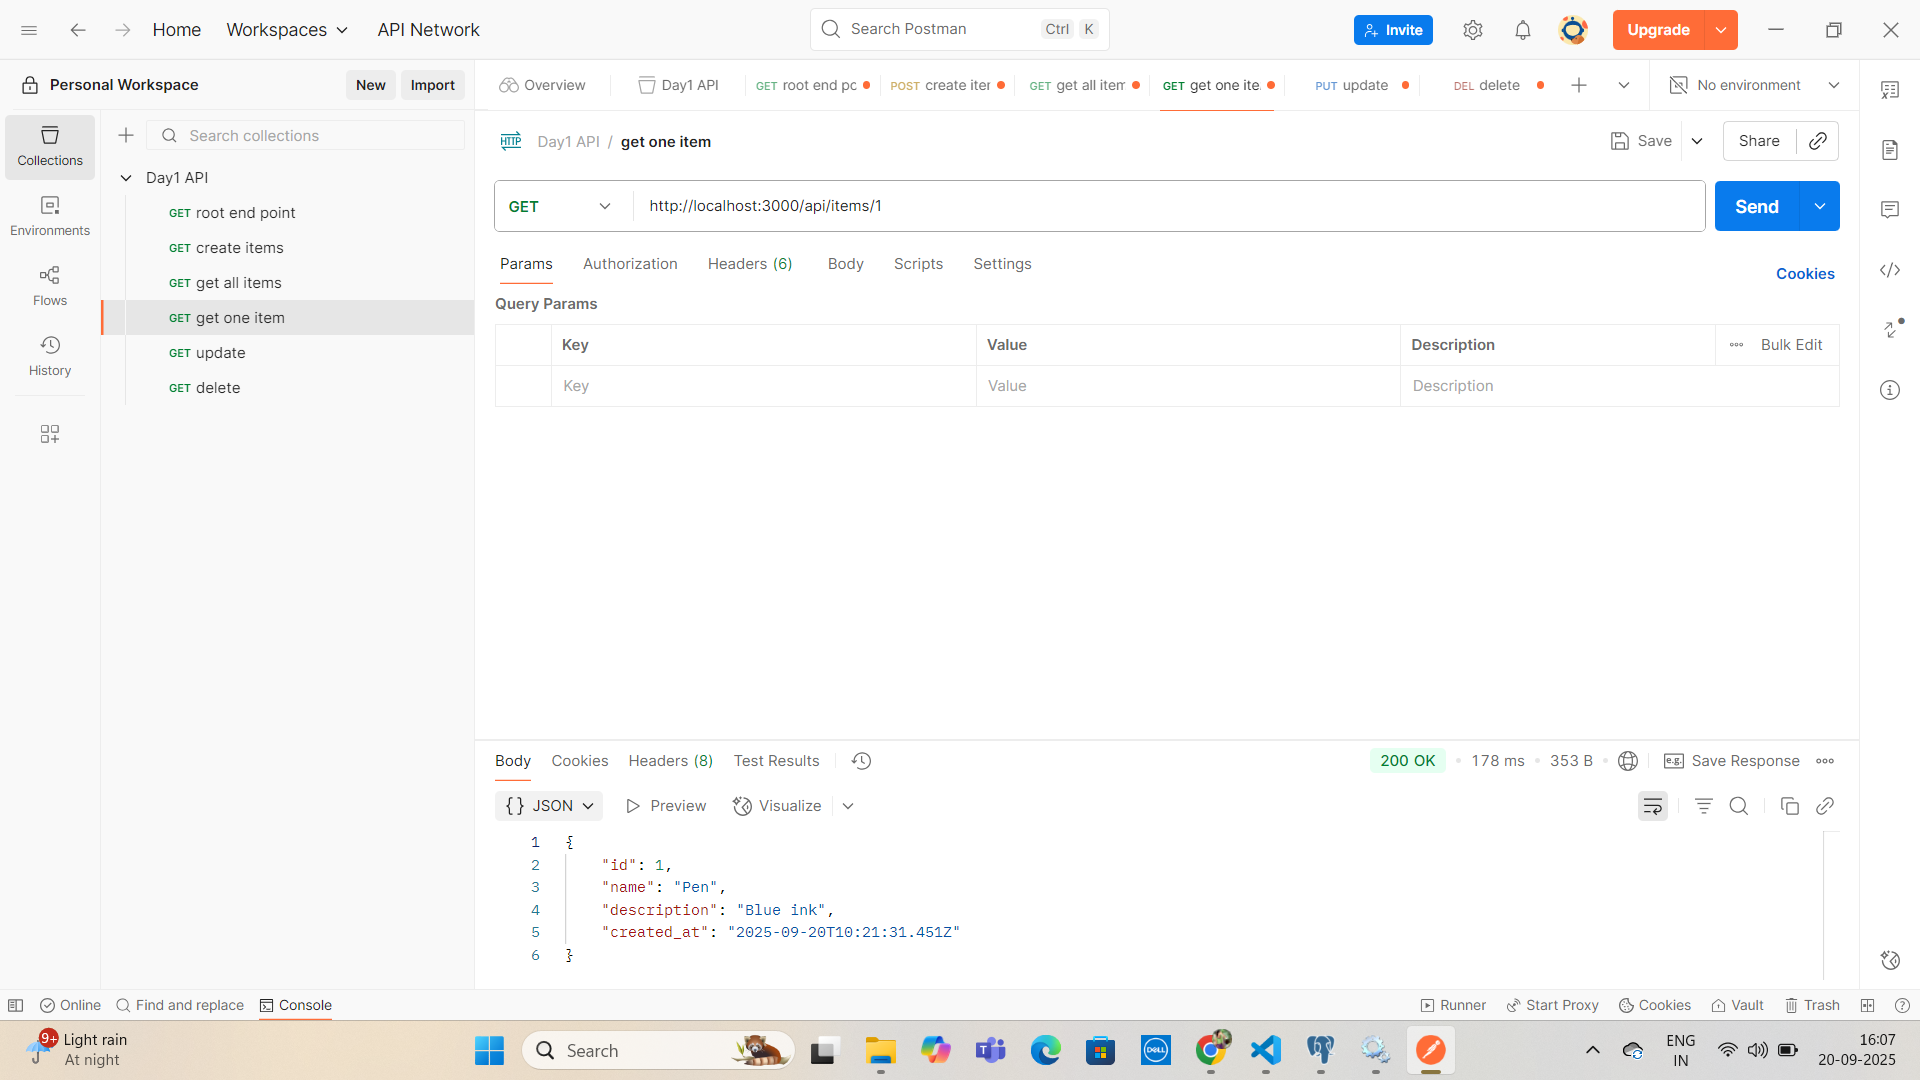 Home
Workspaces
API Network
Search Postman
Ctrl
K
Invite
Upgrade
Personal Workspace
New
Import
Overview
Day1 API
GET root end po
POST create iter
GET get all item
GET get one ite
PUT update
DEL delete
No environment
Collections
Environments
Flows
History
Search collections
Day1 API
GET root end point
GET create items
GET get all items
GET get one item
GET update
GET delete
HTTP
Day1 API / get one item
Save
Share
GET
http://localhost:3000/api/items/1
Send
Params
Authorization
Headers (6)
Body
Scripts
Settings
Cookies
Query Params
Key
Value
Description
Bulk Edit
Key
Value
Description
Body
Cookies
Headers (8)
Test Results
200 OK
178 ms
353 B
e.g.
Save Response
{} JSON
Preview
Visualize
1 {
2 "id": 1,
3 "name": "Pen",
4 "description": "Blue ink",
5 "created_at": "2025-09-20T10:21:31.451Z"
6 }
Online
Find and replace
Console
Runner
Start Proxy
Cookies
Vault
Trash
9+
Light rain
At night
Search
DELL
ENG
IN
16:07
20-09-2025